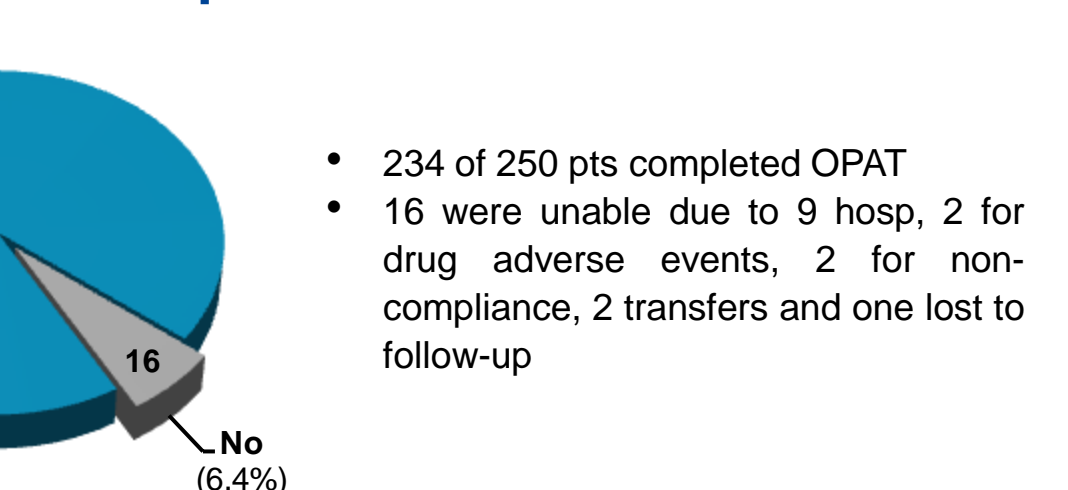 • 234 of 250 pts completed OPAT
• 16 were unable due to 9 hosp, 2 for
drug adverse events, 2 for non-
compliance, 2 transfers and one lost to
follow-up
16
No
(6.4%)